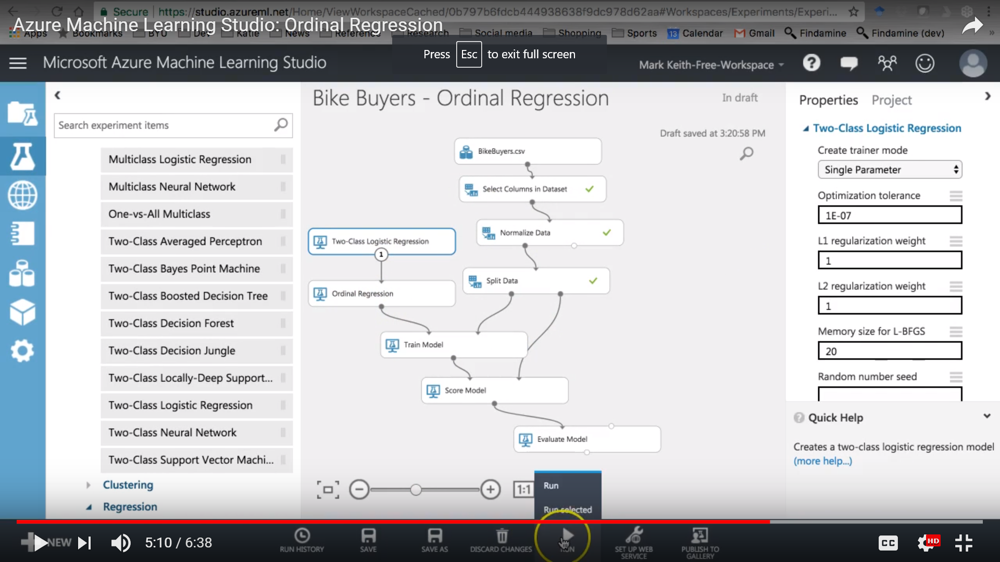 Secure
https://studio.azureml.net/Home/ViewWorkspaceCached/0b797b6fdcb444938638f9dc978d62aa#Workspaces/Experiments/Experi...
Azure Machine Learning Studio: Ordinal Regression
Apps
Bookmarks
BYU
Dev
Katie
News
Reference
Research
Social media
Shopping
Sports
13
Calendar
Gmail
Findamine
Findamine (dev)
»
Press Esc to exit full screen
Microsoft Azure Machine Learning Studio
Mark Keith-Free-Workspace
?
Search experiment items
Multiclass Logistic Regression
Multiclass Neural Network
One-vs-All Multiclass
Two-Class Averaged Perceptron
Two-Class Bayes Point Machine
Two-Class Boosted Decision Tree
Two-Class Decision Forest
Two-Class Decision Jungle
Two-Class Locally-Deep Support...
Two-Class Logistic Regression
Two-Class Neural Network
Two-Class Support Vector Machi...
Clustering
Regression
Bike Buyers - Ordinal Regression
In draft
Draft saved at 3:20:58 PM
BikeBuyers.csv
Select Columns in Dataset
Normalize Data
Two-Class Logistic Regression
1
Split Data
Ordinal Regression
Train Model
Score Model
Evaluate Model
1:1
Run
Run selected
Properties
Project
Two-Class Logistic Regression
Create trainer mode
Single Parameter
Optimization tolerance
1E-07
L1 regularization weight
1
L2 regularization weight
1
Memory size for L-BFGS
20
Random number seed
? Quick Help
Creates a two-class logistic regression model
(more help...)
NEW
5:10 / 6:38
RUN HISTORY
SAVE
SAVE AS
DISCARD CHANGES
RUN
SET UP WEB
SERVICE
PUBLISH TO
GALLERY
CC
HD